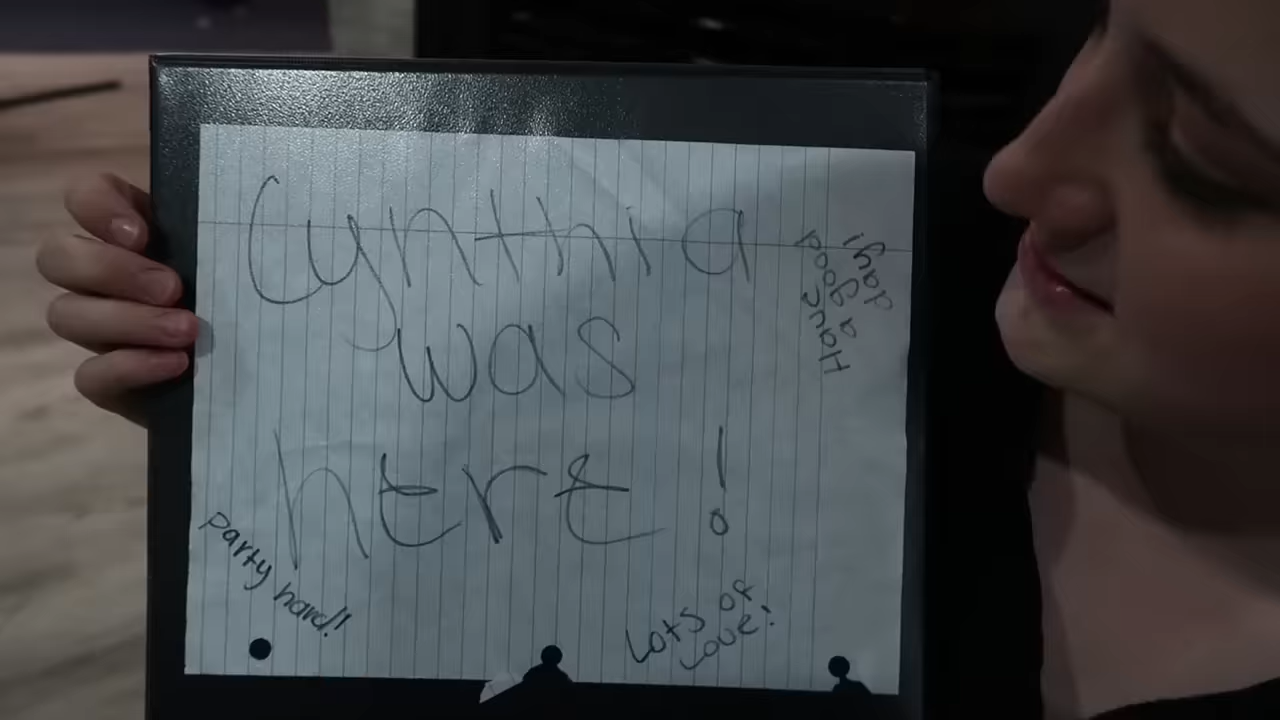 Cynthia
was
here!
Have
a good
day!
party hard!!
Lots of
Love!